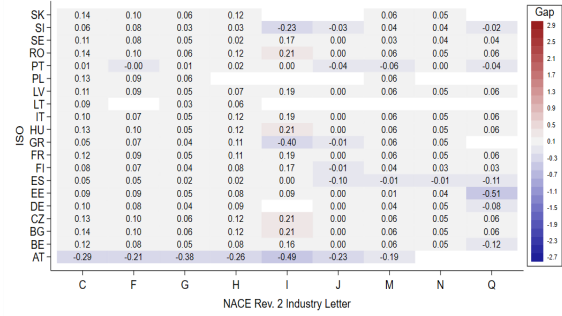 Gap
SK 0.14 0.10 0.06 0.12 0.06 0.05
SI 0.06 0.08 0.03 0.03 -0.23 -0.03 0.04 0.04 -0.02
SE 0.11 0.08 0.05 0.02 0.17 0.00 0.03 0.04 0.04
RO 0.14 0.10 0.06 0.12 0.21 0.00 0.06 0.05 0.06
PT 0.01 -0.00 0.01 0.02 0.00 -0.04 -0.06 0.00 -0.04
PL 0.13 0.09 0.06 0.06
LV 0.11 0.09 0.05 0.07 0.19 0.00 0.06 0.05 0.06
LT 0.09 0.03 0.06
IT 0.10 0.07 0.05 0.12 0.19 0.00 0.06 0.05 0.06
HU 0.13 0.10 0.05 0.12 0.21 0.00 0.06 0.05 0.06
GR 0.05 0.07 0.04 0.11 -0.40 -0.01 0.06 0.05
FR 0.12 0.09 0.05 0.11 0.19 0.00 0.06 0.05 0.06
FI 0.08 0.07 0.04 0.08 0.17 -0.01 0.04 0.03 0.03
ES 0.05 0.05 0.02 0.02 0.00 -0.10 -0.01 -0.01 -0.11
EE 0.09 0.09 0.05 0.08 0.09 0.00 0.01 0.04 -0.51
DE 0.10 0.08 0.04 0.09 0.00 0.06 0.05 -0.08
CZ 0.13 0.10 0.06 0.12 0.21 0.00 0.06 0.05 0.06
BG 0.14 0.10 0.06 0.12 0.21 0.00 0.06 0.05 0.06
BE 0.12 0.08 0.05 0.08 0.16 0.00 0.06 0.05 -0.12
AT -0.29 -0.21 -0.38 -0.26 -0.49 -0.23 -0.19
C F G H I J M N Q
ISO
NACE Rev. 2 Industry Letter
2.9
2.5
2.1
1.7
1.3
0.9
0.5
0.1
-0.3
-0.7
-1.1
-1.5
-1.9
-2.3
-2.7